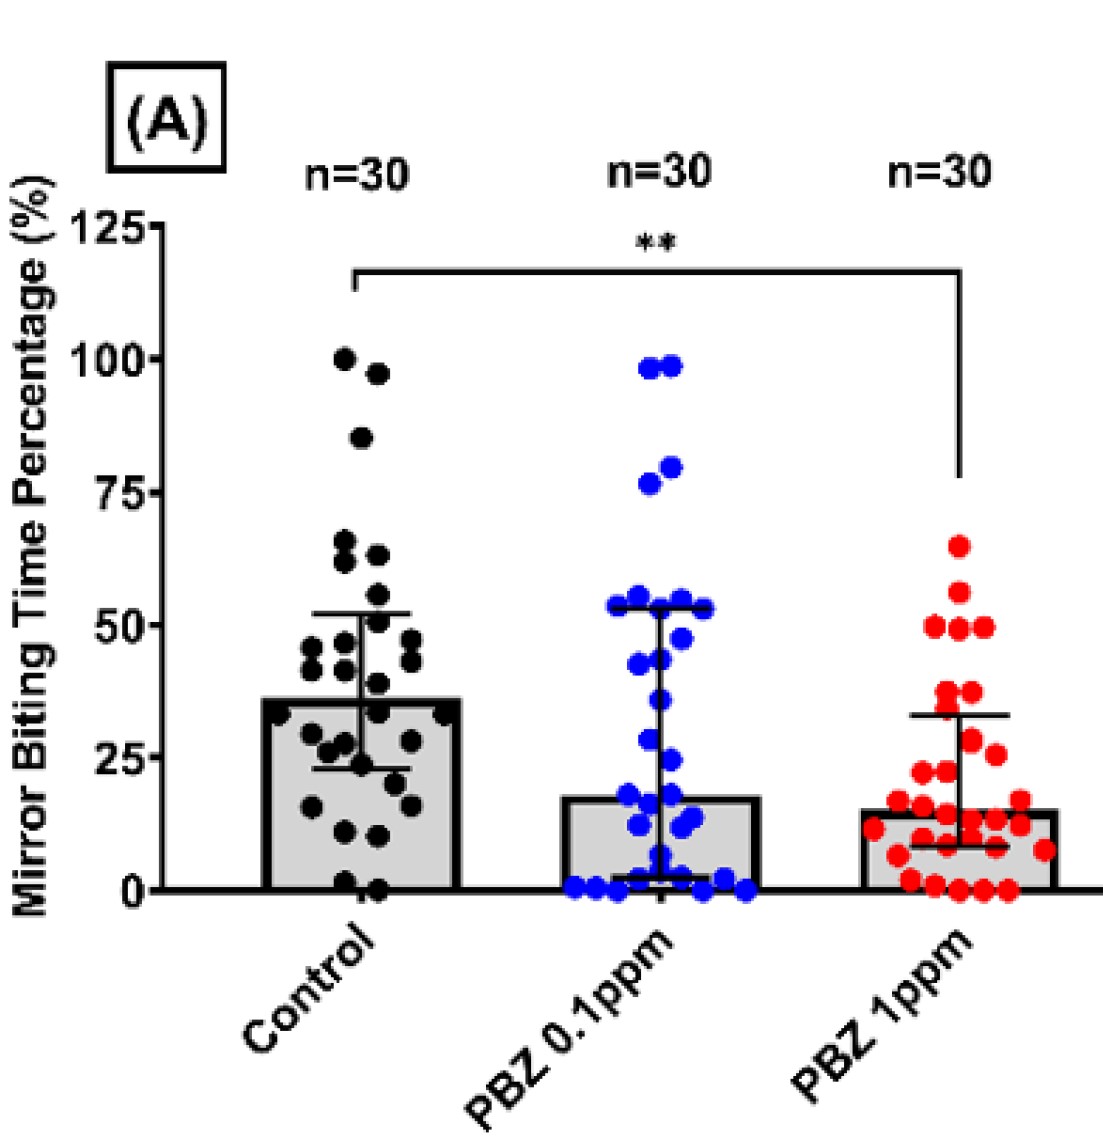 (A)
n=30 n=30 n=30
Mirror Biting Time Percentage (%)
125
**
100
75
50
25
0
Control
PBZ 0.1ppm
PBZ 1ppm